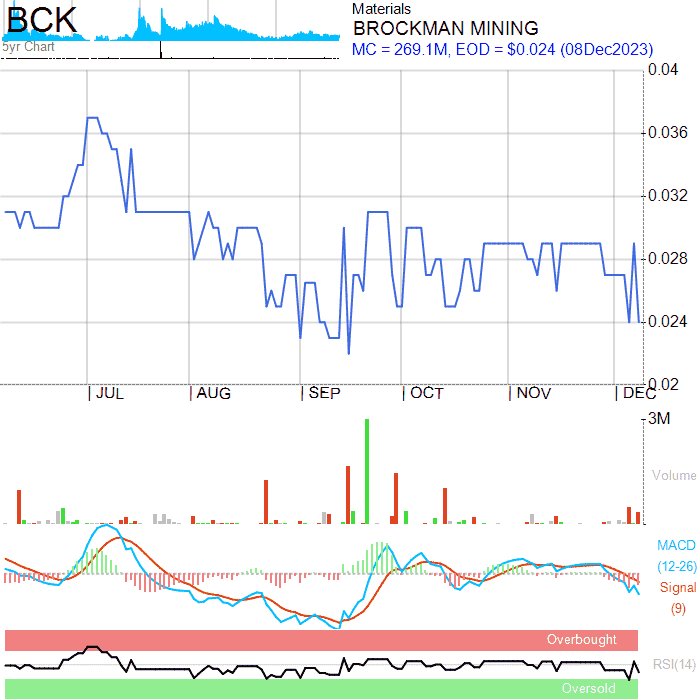 BCK
5yr Chart
Materials
BROCKMAN MINING
MC = 269.1M, EOD = $0.024 (08Dec2023)
0.04
0.036
0.032
0.028
0.024
0.02
JUL AUG SEP OCT NOV DEC
3M
Volume
MACD
(12-26)
Signal
(9)
Overbought
RSI(14)
Oversold